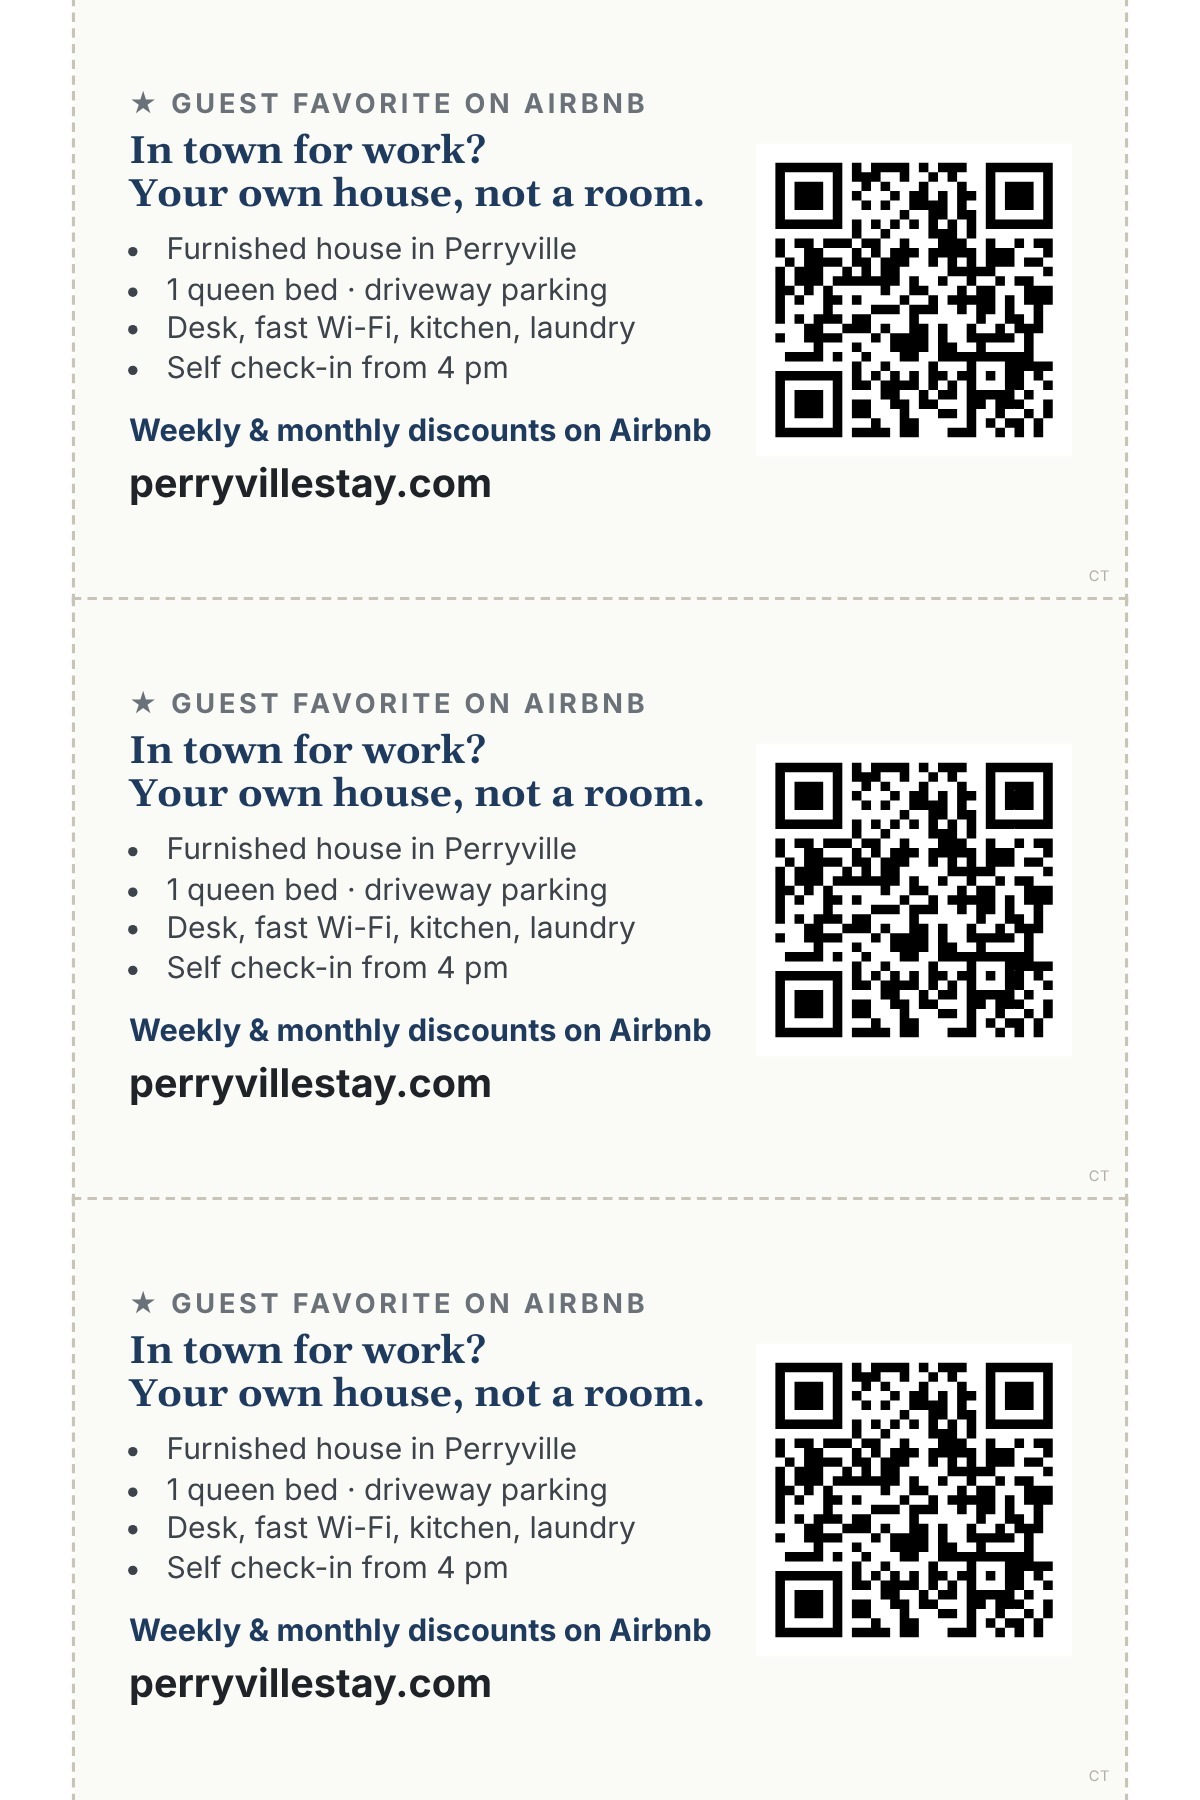 ★ GUEST FAVORITE ON AIRBNB
In town for work?
Your own house, not a room.
• Furnished house in Perryville
• 1 queen bed · driveway parking
• Desk, fast Wi-Fi, kitchen, laundry
• Self check-in from 4 pm
Weekly & monthly discounts on Airbnb
perryvillestay.com
CT
★ GUEST FAVORITE ON AIRBNB
In town for work?
Your own house, not a room.
• Furnished house in Perryville
• 1 queen bed · driveway parking
• Desk, fast Wi-Fi, kitchen, laundry
• Self check-in from 4 pm
Weekly & monthly discounts on Airbnb
perryvillestay.com
CT
★ GUEST FAVORITE ON AIRBNB
In town for work?
Your own house, not a room.
• Furnished house in Perryville
• 1 queen bed · driveway parking
• Desk, fast Wi-Fi, kitchen, laundry
• Self check-in from 4 pm
Weekly & monthly discounts on Airbnb
perryvillestay.com
CT